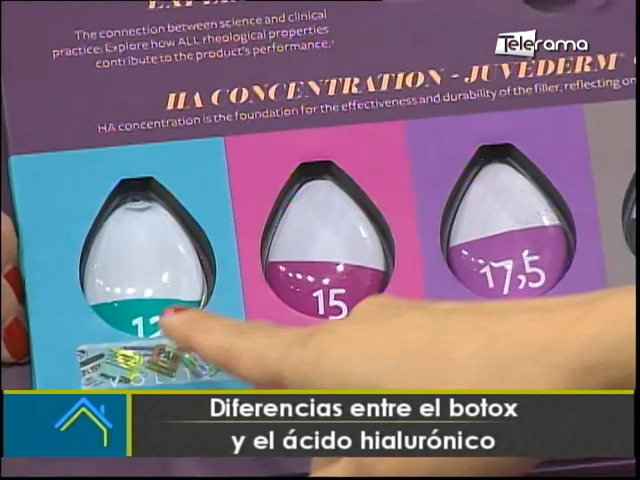 The connection between science and clinical
practice: Explore how ALL rheological properties
contribute to the product's performance.
Telerama
HA CONCENTRATION - JUVEDERM
HA concentration is the foundation for the effectiveness and durability of the filler, reflecting on
15
17,5
Diferencias entre el botox
y el ácido hialurónico